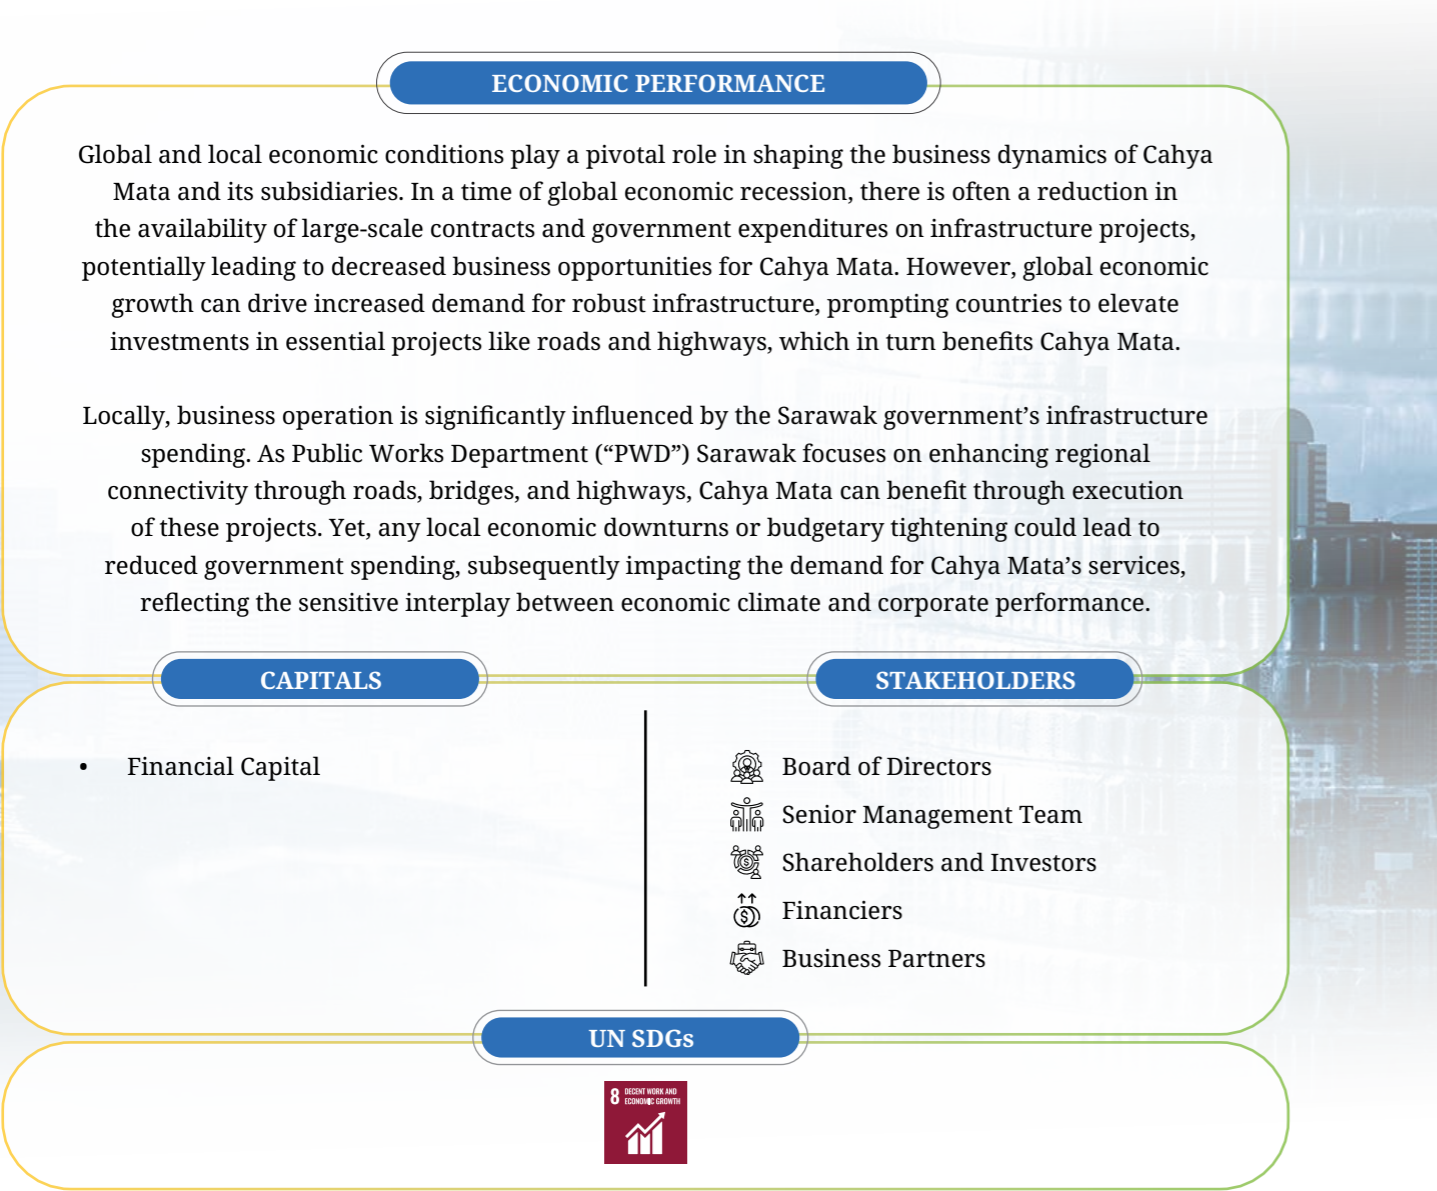 ECONOMIC PERFORMANCE
Global and local economic conditions play a pivotal role in shaping the business dynamics of Cahya
Mata and its subsidiaries. In a time of global economic recession, there is often a reduction in
the availability of large-scale contracts and government expenditures on infrastructure projects,
potentially leading to decreased business opportunities for Cahya Mata. However, global economic
growth can drive increased demand for robust infrastructure, prompting countries to elevate
investments in essential projects like roads and highways, which in turn benefits Cahya Mata.
Locally, business operation is significantly influenced by the Sarawak government’s infrastructure
spending. As Public Works Department (“PWD”) Sarawak focuses on enhancing regional
connectivity through roads, bridges, and highways, Cahya Mata can benefit through execution
of these projects. Yet, any local economic downturns or budgetary tightening could lead to
reduced government spending, subsequently impacting the demand for Cahya Mata’s services,
reflecting the sensitive interplay between economic climate and corporate performance.
CAPITALS
• Financial Capital
STAKEHOLDERS
Board of Directors
Senior Management Team
Shareholders and Investors
Financiers
Business Partners
UN SDGs
8 DECENT WORK AND
ECONOMIC GROWTH